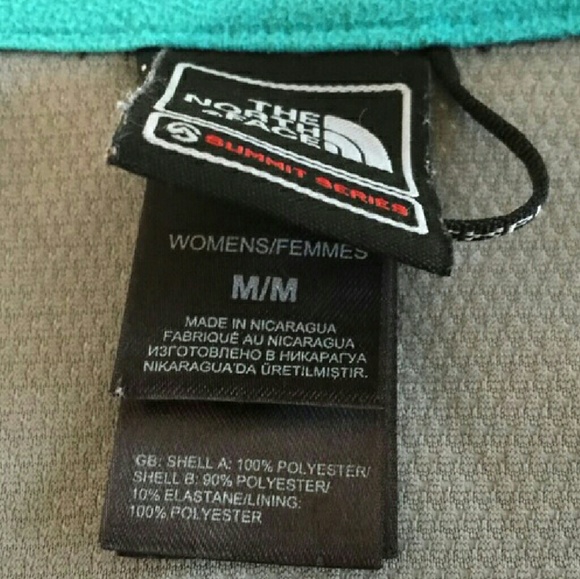 THE
NORTH
FACE
SUMMIT SERIES
WOMENS/FEMMES
M/M
MADE IN NICARAGUA
FABRIQUÉ AU NICARAGUA
ИЗГОТОВЛЕНО В НИКАРАГУА
NIKARAGUA'DA ÜRETILMIŞTIR.
GB: SHELL A: 100% POLYESTER/
SHELL B: 90% POLYESTER/
10% ELASTANE/LINING:
100% POLYESTER